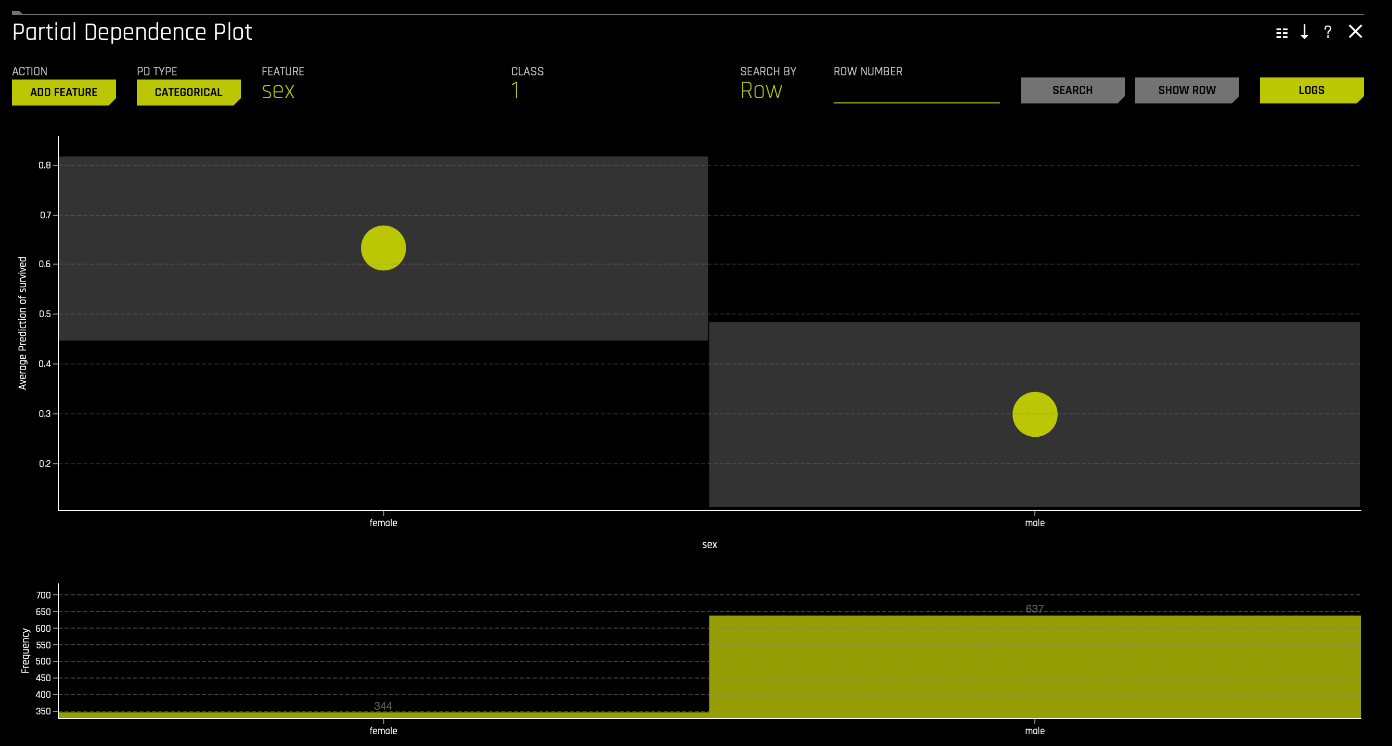 Partial Dependence Plot
?
ACTION PD TYPE FEATURE CLASS SEARCH BY ROW NUMBER
ADD FEATURE CATEGORICAL sex 1 Row SEARCH SHOW ROW LOGS
Average Prediction of survived
0.8
0.7
0.6
0.5
0.4
0.3
0.2
female male
sex
Frequency
700
650
600
550
500
450
400
350
344 637
female male